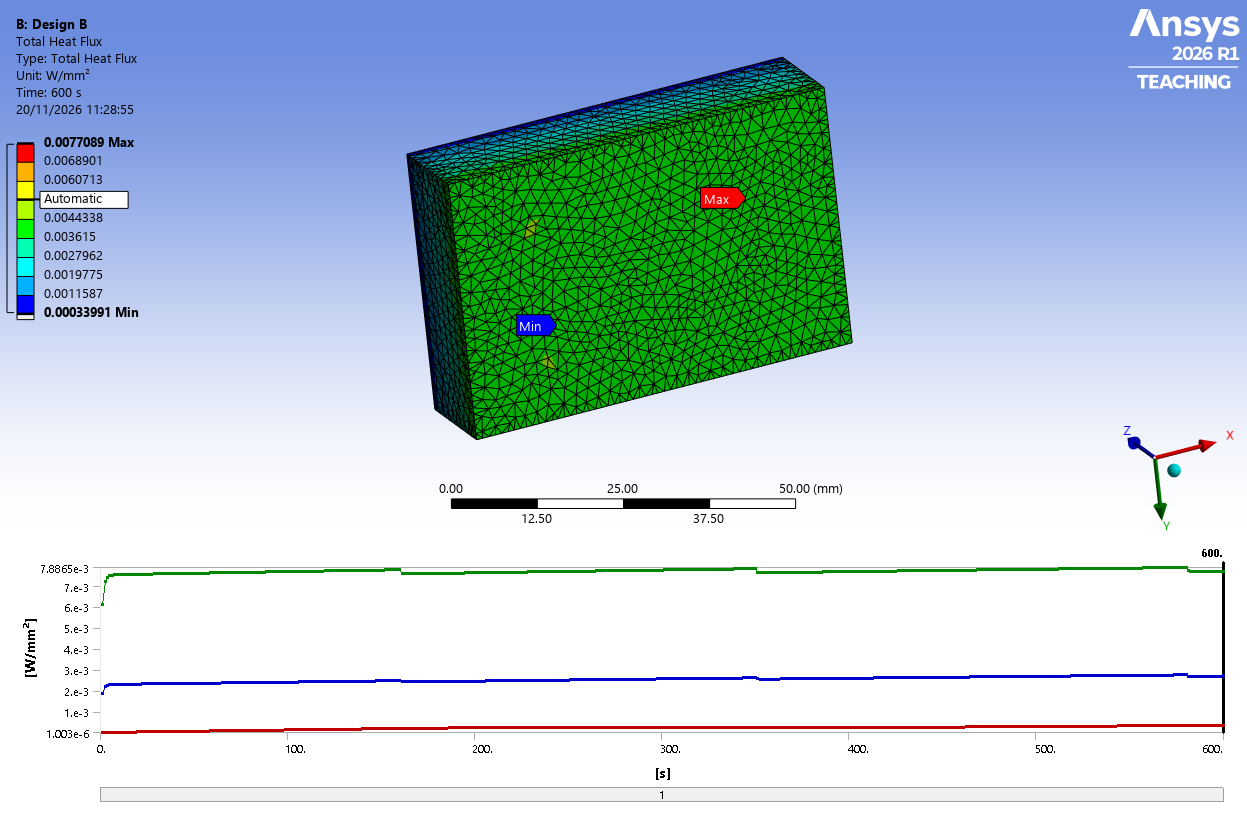 B: Design B
Total Heat Flux
Type: Total Heat Flux
Unit: W/mm²
Time: 600 s
20/11/2026 11:28:55
Ansys
2026 R1
TEACHING
0.0077089 Max
0.0068901
0.0060713
Automatic
0.0044338
0.003615
0.0027962
0.0019775
0.0011587
0.00033991 Min
Max
Min
Z
X
Y
0.00 25.00 50.00 (mm)
12.50 37.50
600.
7.8865e-3
7.e-3
6.e-3
5.e-3
4.e-3
3.e-3
2.e-3
1.e-3
1.003e-6
[W/mm²]
0. 100. 200. 300. 400. 500. 600.
[s]
1